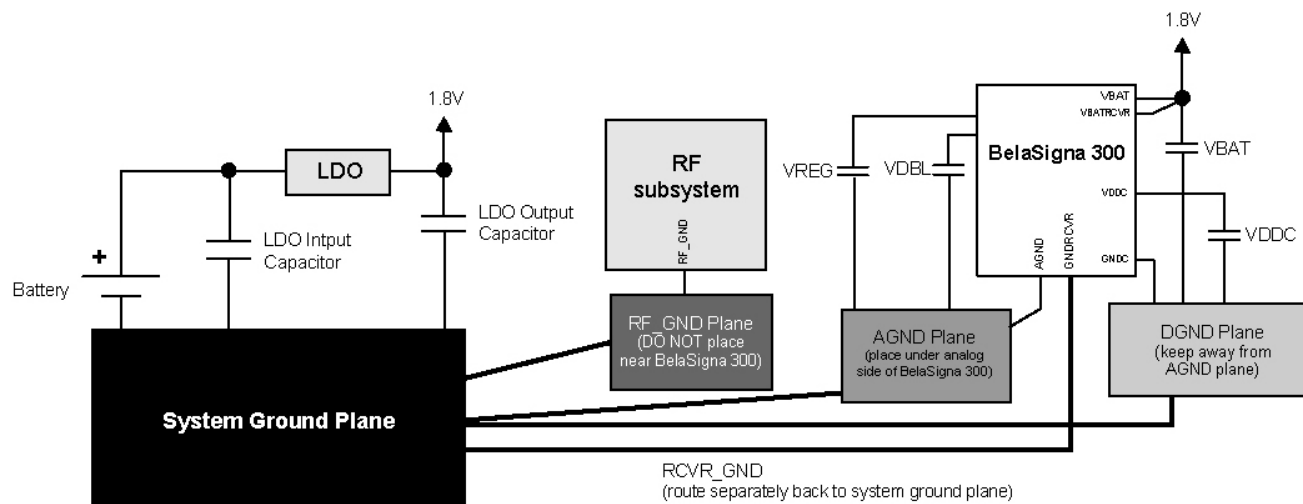 1.8V
1.8V
LDO
LDO Intput
Capacitor
LDO Output
Capacitor
+
Battery
System Ground Plane
RF
subsystem
RF_GND
RF_GND Plane
(DO NOT place
near BelaSigna 300)
VREG
VDBL
VBAT
VBATRCVR
BelaSigna 300
VDDC
AGND
GNDRCVR
GNDC
VBAT
VDDC
AGND Plane
(place under analog
side of BelaSigna 300)
DGND Plane
(keep away from
AGND plane)
RCVR_GND
(route separately back to system ground plane)